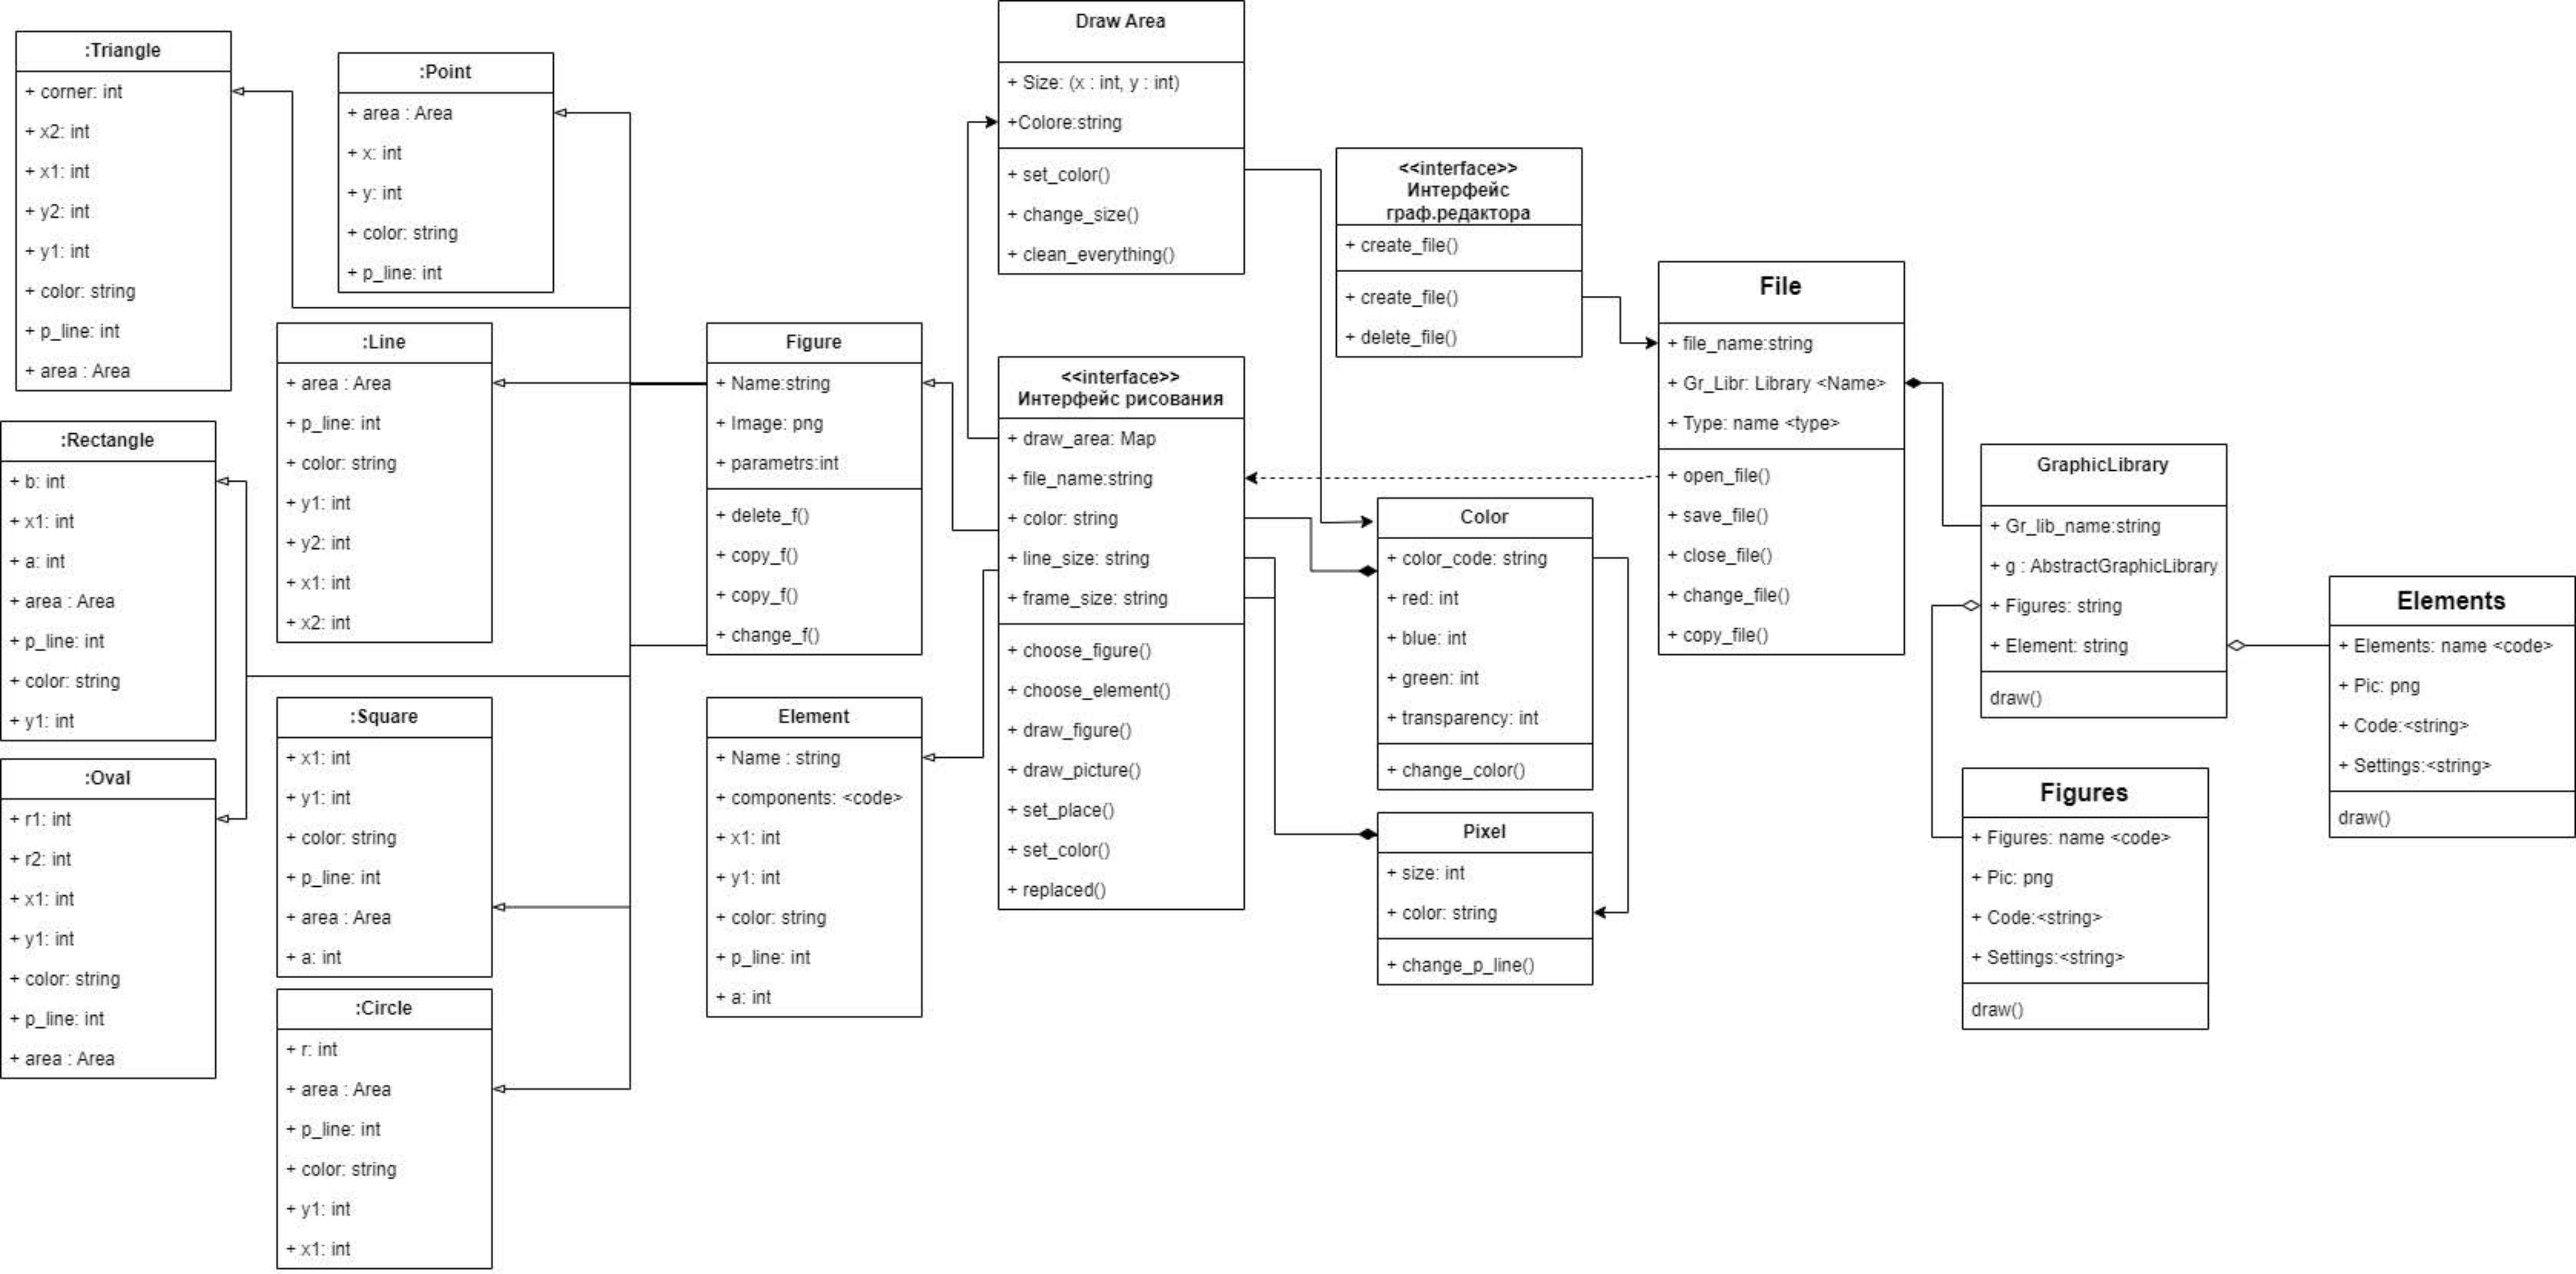 :Triangle
+ corner: int
+ x2: int
+ x1: int
+ y2: int
+ y1: int
+ color: string
+ p_line: int
+ area : Area
:Point
+ area : Area
+ x: int
+ y: int
+ color: string
+ p_line: int
:Rectangle
+ b: int
+ x1: int
+ a: int
+ area : Area
+ p_line: int
+ color: string
+ y1: int
:Line
+ area : Area
+ p_line: int
+ color: string
+ y1: int
+ y2: int
+ x1: int
+ x2: int
:Oval
+ r1: int
+ r2: int
+ x1: int
+ y1: int
+ color: string
+ p_line: int
+ area : Area
:Square
+ x1: int
+ y1: int
+ color: string
+ p_line: int
+ area : Area
+ a: int
:Circle
+ r: int
+ area : Area
+ p_line: int
+ color: string
+ y1: int
+ x1: int
Figure
+ Name:string
+ Image: png
+ parametrs:int
+ delete_f()
+ copy_f()
+ copy_f()
+ change_f()
Element
+ Name : string
+ components: <code>
+ x1: int
+ y1: int
+ color: string
+ p_line: int
+ a: int
Draw Area
+ Size: (x : int, y : int)
+Colore:string
+ set_color()
+ change_size()
+ clean_everything()
<<interface>>
Интерфейс рисования
+ draw_area: Map
+ file_name:string
+ color: string
+ line_size: string
+ frame_size: string
+ choose_figure()
+ choose_element()
+ draw_figure()
+ draw_picture()
+ set_place()
+ set_color()
+ replaced()
<<interface>>
Интерфейс
граф.редактора
+ create_file()
+ create_file()
+ delete_file()
Color
+ color_code: string
+ red: int
+ blue: int
+ green: int
+ transparency: int
+ change_color()
Pixel
+ size: int
+ color: string
+ change_p_line()
File
+ file_name:string
+ Gr_Libr: Library <Name>
+ Type: name <type>
+ open_file()
+ save_file()
+ close_file()
+ change_file()
+ copy_file()
GraphicLibrary
+ Gr_lib_name:string
+ g : AbstractGraphicLibrary
+ Figures: string
+ Element: string
draw()
Figures
+ Figures: name <code>
+ Pic: png
+ Code:<string>
+ Settings:<string>
draw()
Elements
+ Elements: name <code>
+ Pic: png
+ Code:<string>
+ Settings:<string>
draw()